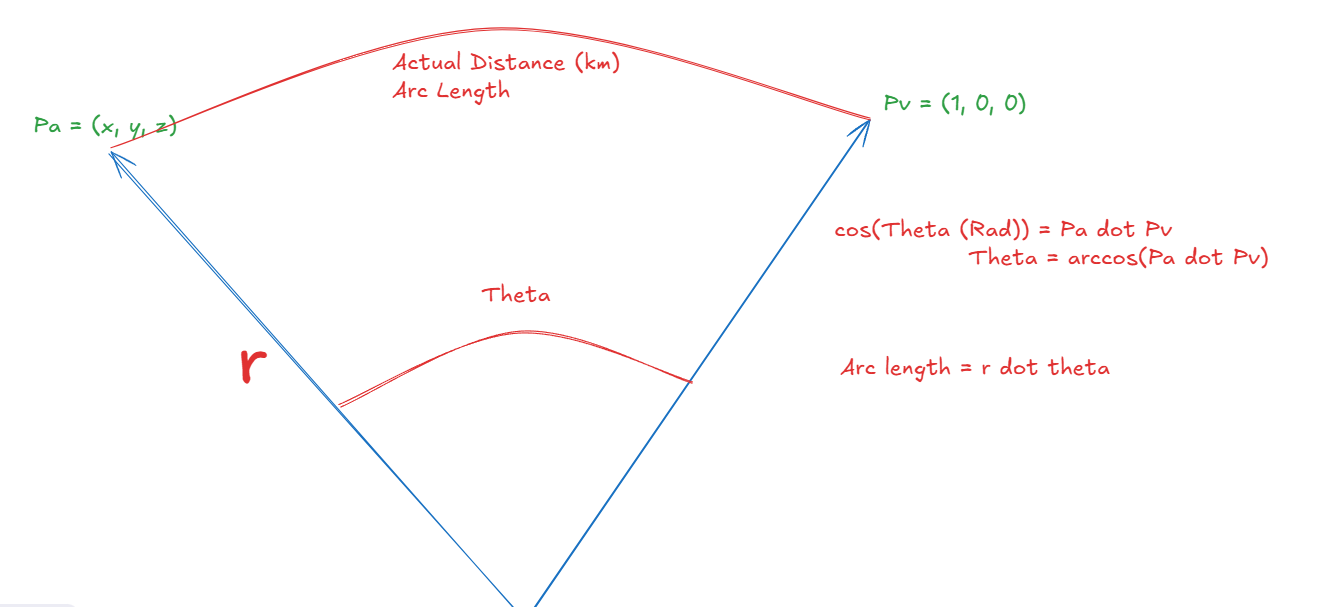 Actual Distance (km)
Arc Length
Pv = (1, 0, 0)
Pa = (x, y, z)
cos(Theta (Rad)) = Pa dot Pv
Theta = arccos(Pa dot Pv)
Theta
r
Arc length = r dot theta